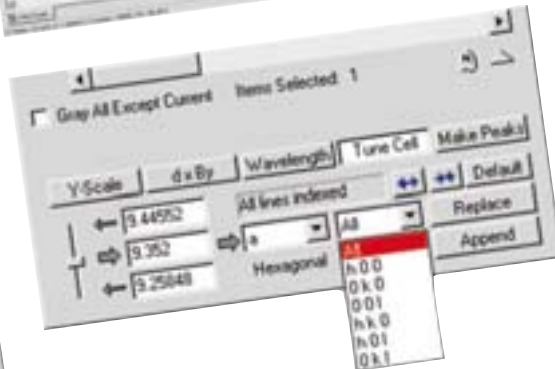 Gray All Except Current Items Selected: 1
Y-Scale d x By Wavelength Tune Cell Make Peaks
9.44552 All lines indexed Default
9.352 a All Replace
9.25848 Hexagonal Append
All
h 0 0
0 k 0
0 0 l
h k 0
h 0 l
0 k l